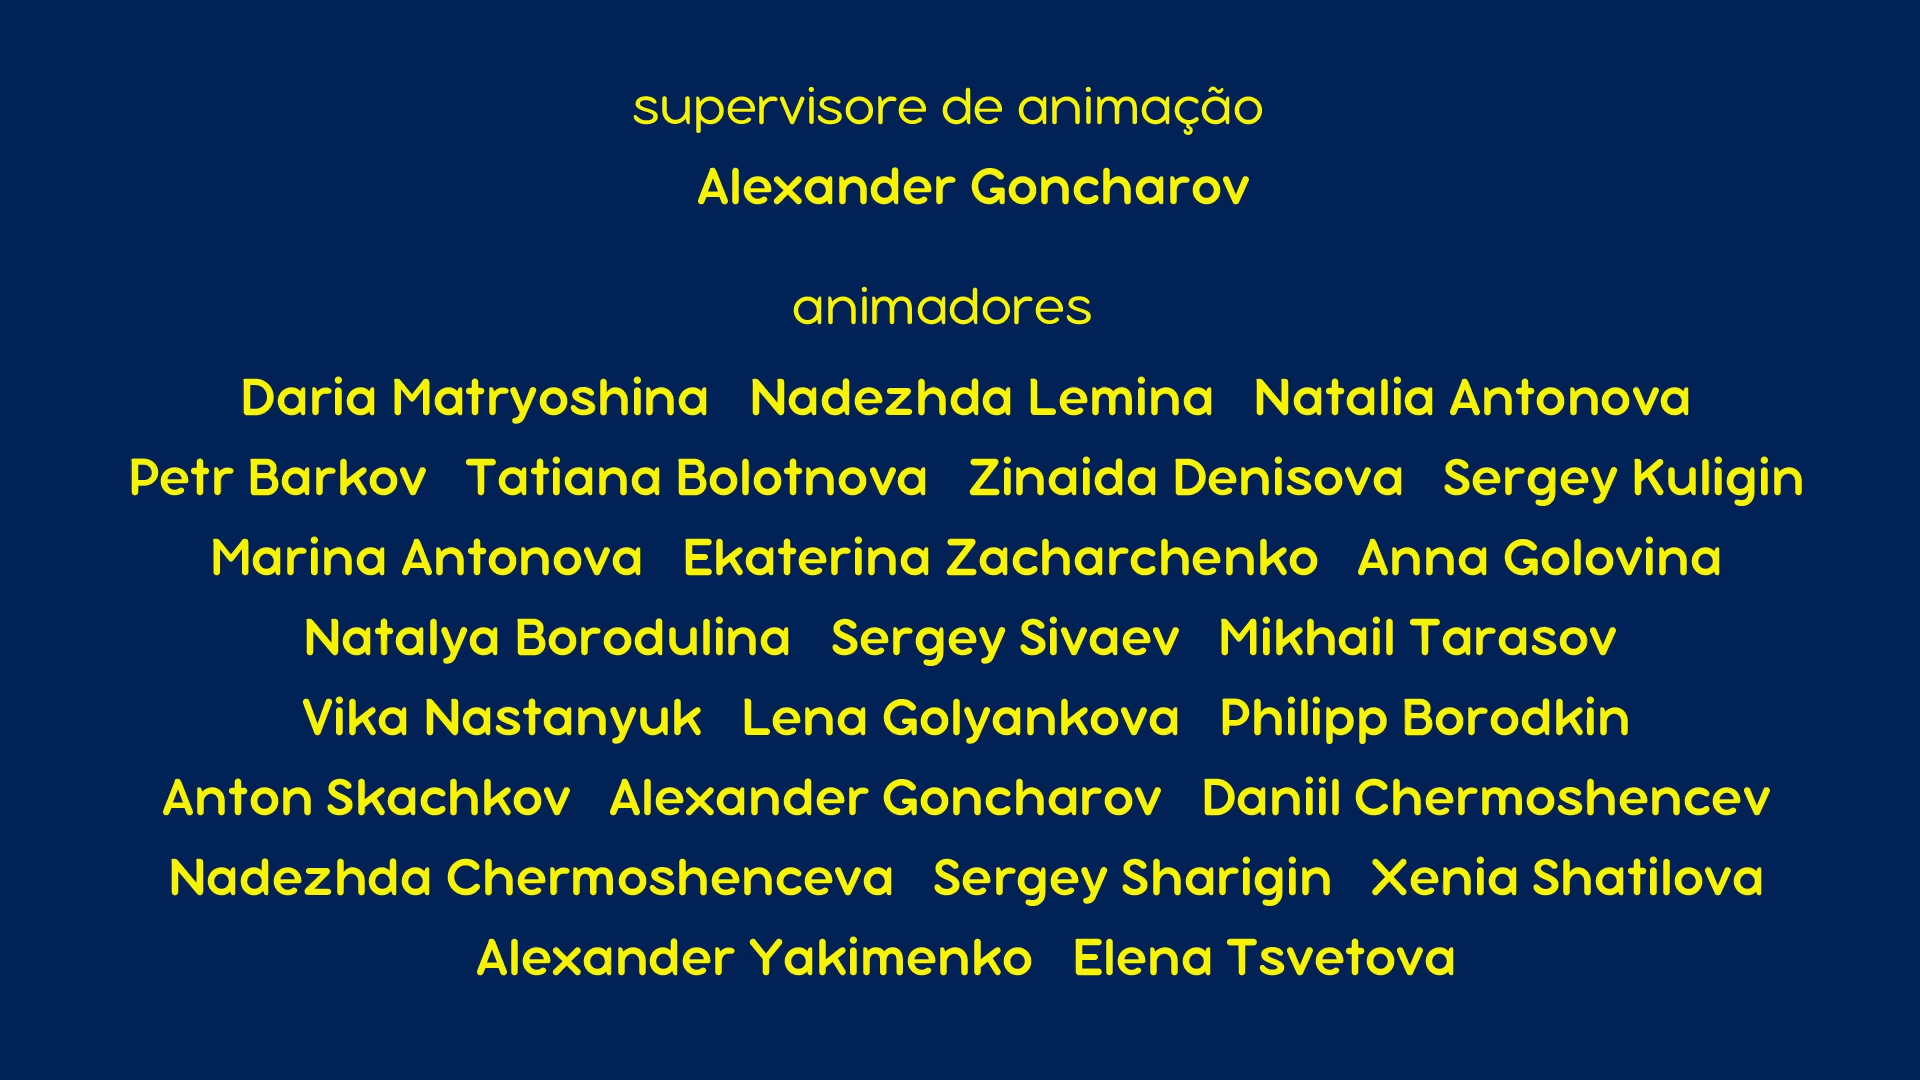 supervisore de animação
Alexander Goncharov
animadores
Daria Matryoshina Nadezhda Lemina Natalia Antonova
Petr Barkov Tatiana Bolotnova Zinaida Denisova Sergey Kuligin
Marina Antonova Ekaterina Zacharchenko Anna Golovina
Natalya Borodulina Sergey Sivaev Mikhail Tarasov
Vika Nastanyuk Lena Golyankova Philipp Borodkin
Anton Skachkov Alexander Goncharov Daniil Chermoshencev
Nadezhda Chermoshenceva Sergey Sharigin Xenia Shatilova
Alexander Yakimenko Elena Tsvetova